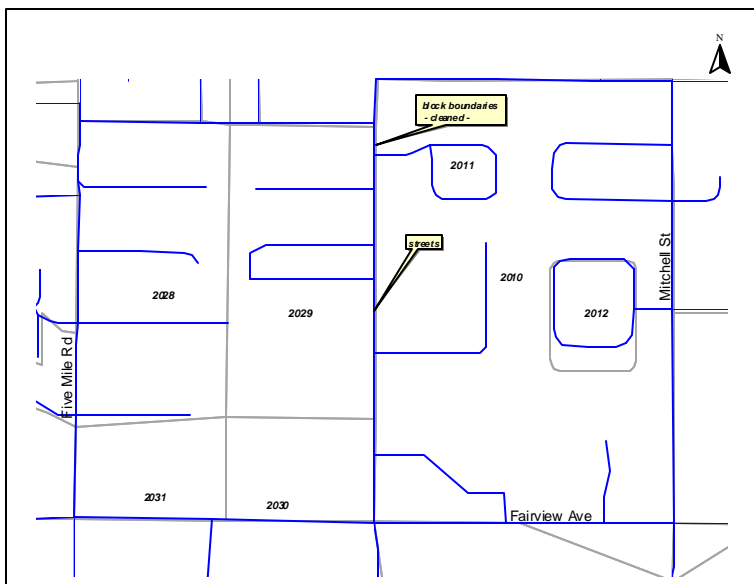 N
block boundaries
- cleaned -
2011
streets
Mitchell St
2010
2028
2029
2012
Five Mile Rd
2031
2030
Fairview Ave